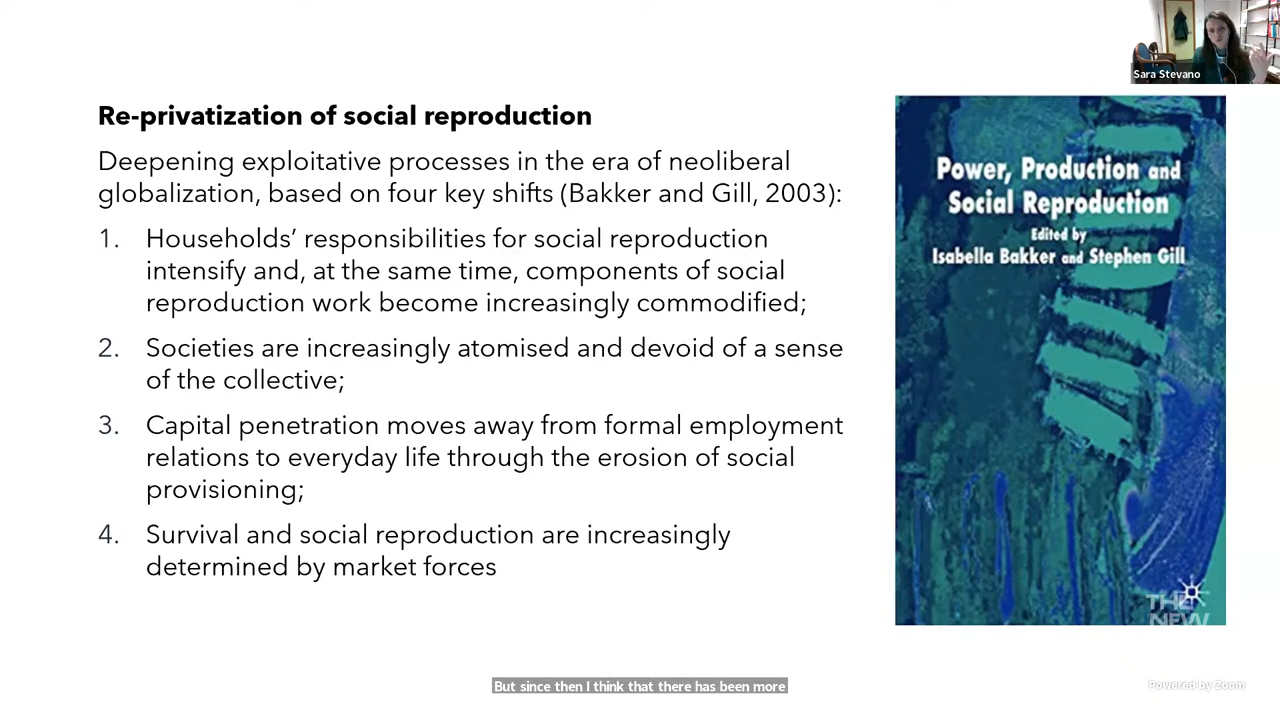 Sara Stevano
Re-privatization of social reproduction
Deepening exploitative processes in the era of neoliberal
globalization, based on four key shifts (Bakker and Gill, 2003):
1. Households’ responsibilities for social reproduction
intensify and, at the same time, components of social
reproduction work become increasingly commodified;
2. Societies are increasingly atomised and devoid of a sense
of the collective;
3. Capital penetration moves away from formal employment
relations to everyday life through the erosion of social
provisioning;
4. Survival and social reproduction are increasingly
determined by market forces
Power, Production and
Social Reproduction
Edited by
Isabella Bakker and Stephen Gill
THE
NEW
But since then I think that there has been more
Powered by Zoom